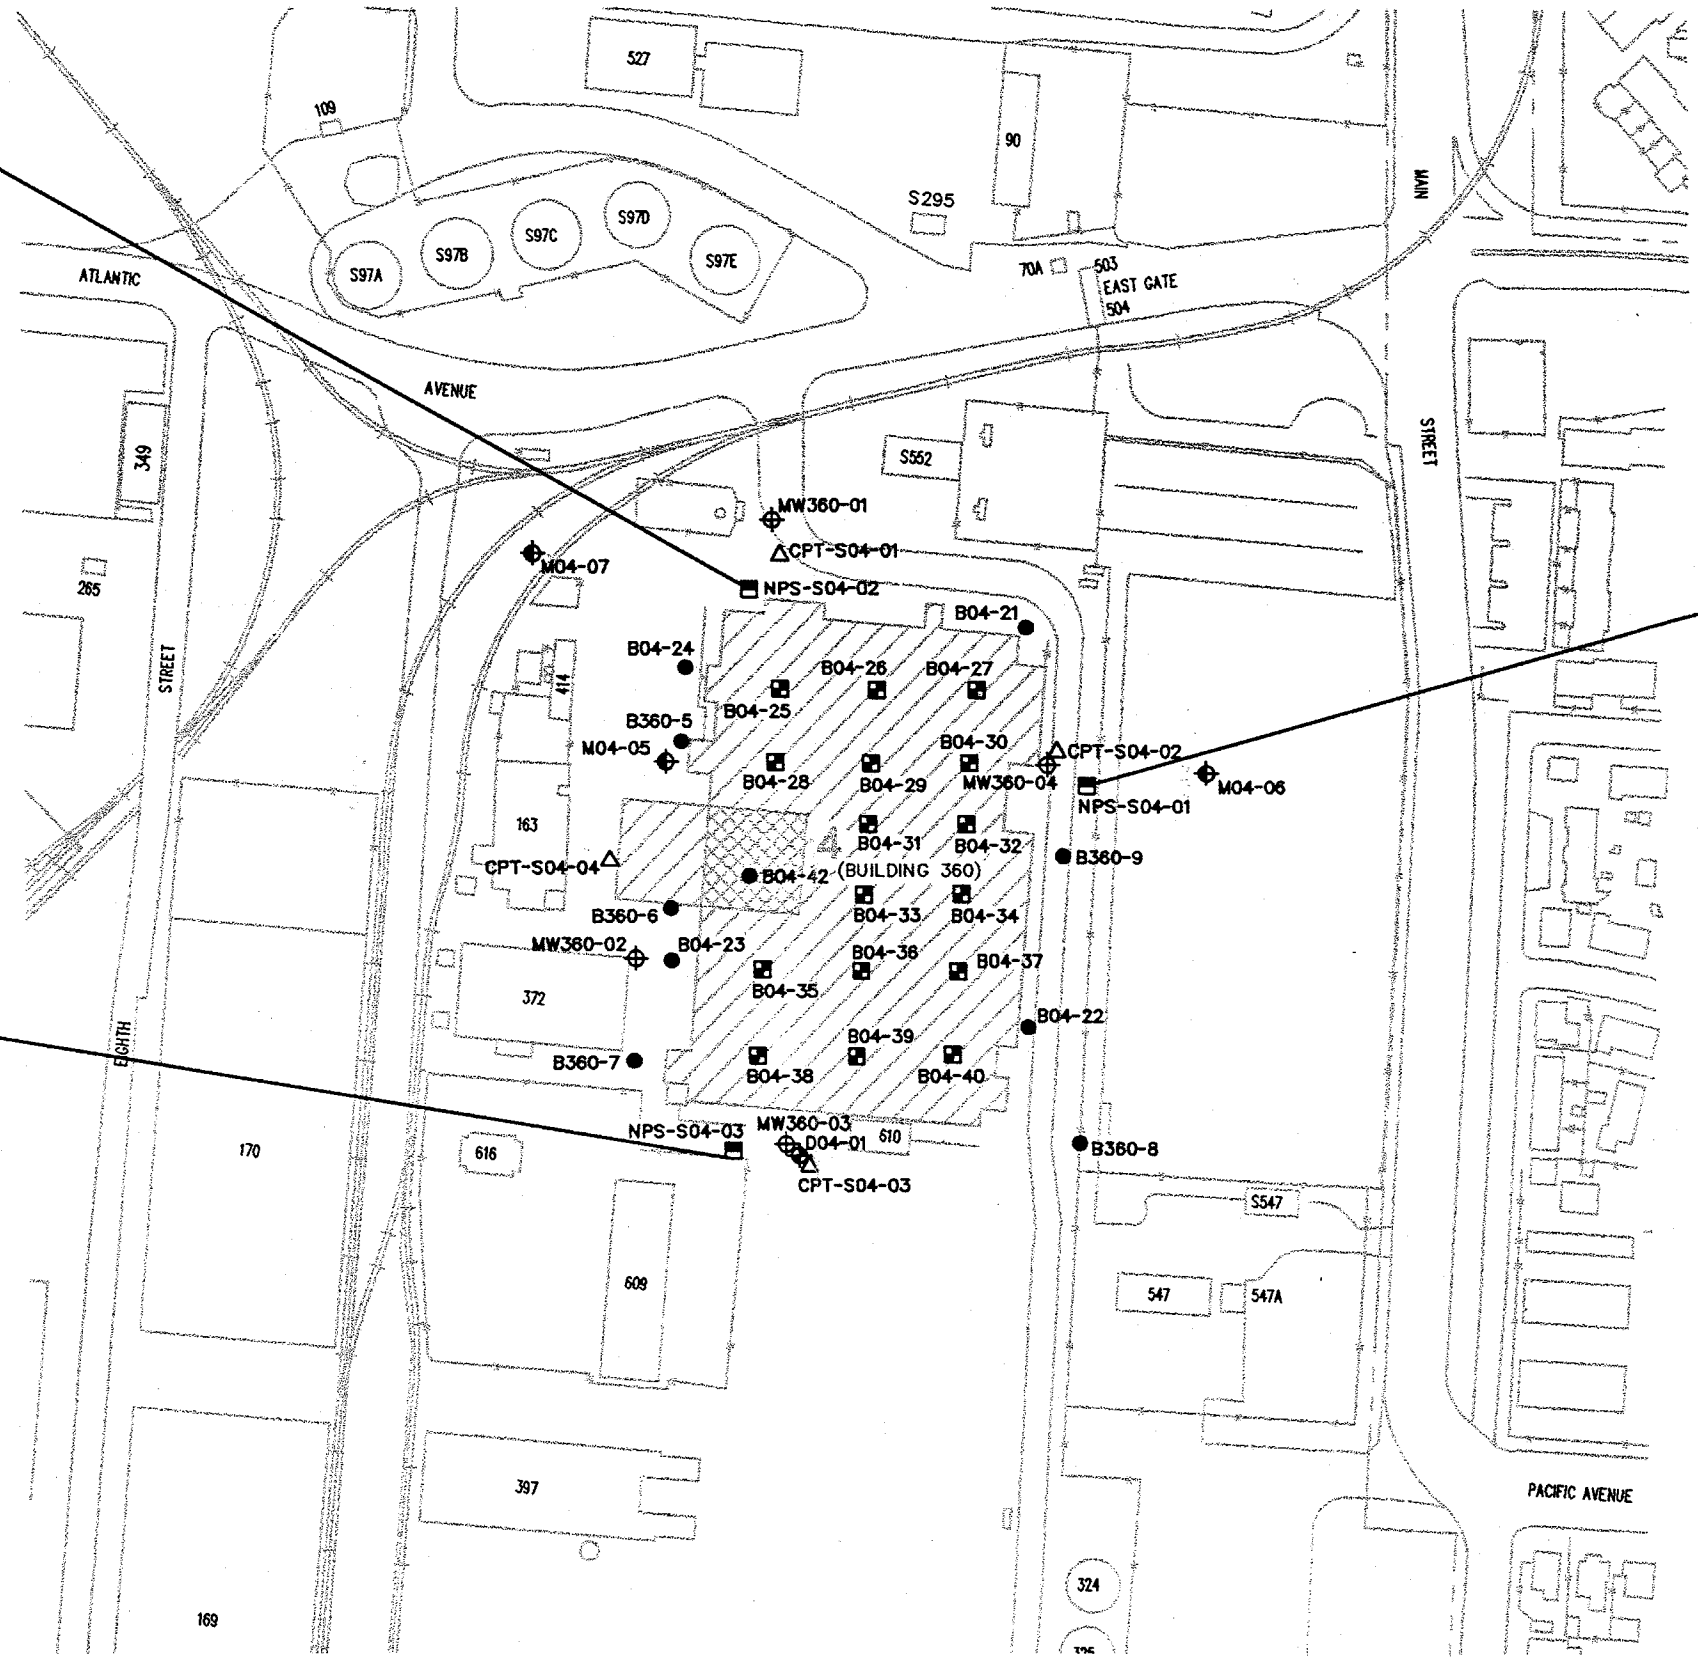 527
109
90
MAIN
S295
S97D
S97C
S97B
S97E
S97A
ATLANTIC
70A
503
EAST GATE
504
AVENUE
STREET
349
S552
MW360-01
CPT-S04-01
M04-07
265
NPS-S04-02
B04-21
B04-24
STREET
B04-26
B04-27
414
B04-25
B360-5
M04-05
B04-30
CPT-S04-02
B04-28
B04-29
MW360-04
M04-06
NPS-S04-01
163
4
B04-31
B04-32
B360-9
CPT-S04-04
B04-42
(BUILDING 360)
B360-6
B04-33
B04-34
MW360-02
B04-23
B04-36
B04-37
B04-35
372
B04-22
EIGHTH
B04-39
B360-7
B04-38
B04-40
MW360-03
NPS-S04-03
610
D04-01
170
616
B360-8
CPT-S04-03
S547
609
547
547A
397
PACIFIC AVENUE
324
169
325